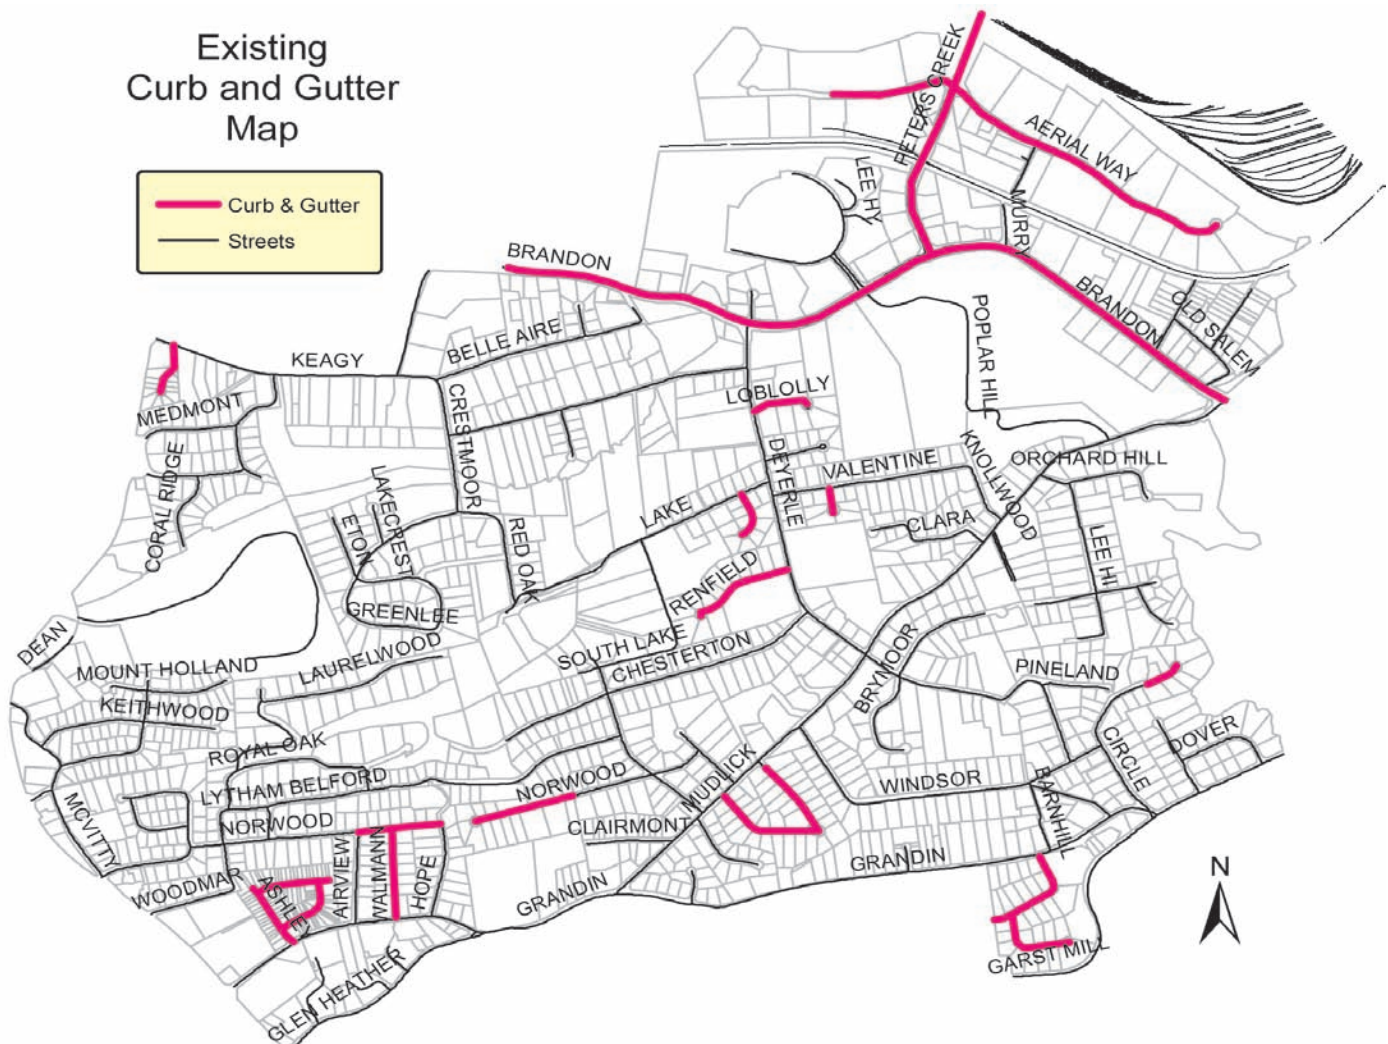 Existing
Curb and Gutter
Map
Curb & Gutter
Streets
PETERS CREEK
AERIAL WAY
LEE HY
MURRY
BRANDON
BRANDON
OLD SALEM
POPLAR HILL
KEAGY
BELLE AIRE
LOBLOLLY
MEDMONT
CRESTMOOR
CORAL RIDGE
DEYERLE
VALENTINE
KNOLLWOOD
ORCHARD HILL
LAKECREST
ETON
LAKE
RED OAK
CLARA
LEE HI
GREENLEE
RENFIELD
DEAN
MOUNT HOLLAND
LAURELWOOD
SOUTH LAKE
CHESTERTON
BRYMOOR
PINELAND
KEITHWOOD
ROYAL OAK
CIRCLE
DOVER
LYTHAM BELFORD
NORWOOD
MUDLICK
WINDSOR
BARNHILL
MCVITTY
NORWOOD
CLAIRMONT
GRANDIN
WOODMAR
ASHLEY
AIRVIEW
WALMANN
HOPE
GRANDIN
N
GARST MILL
GLEN HEATHER